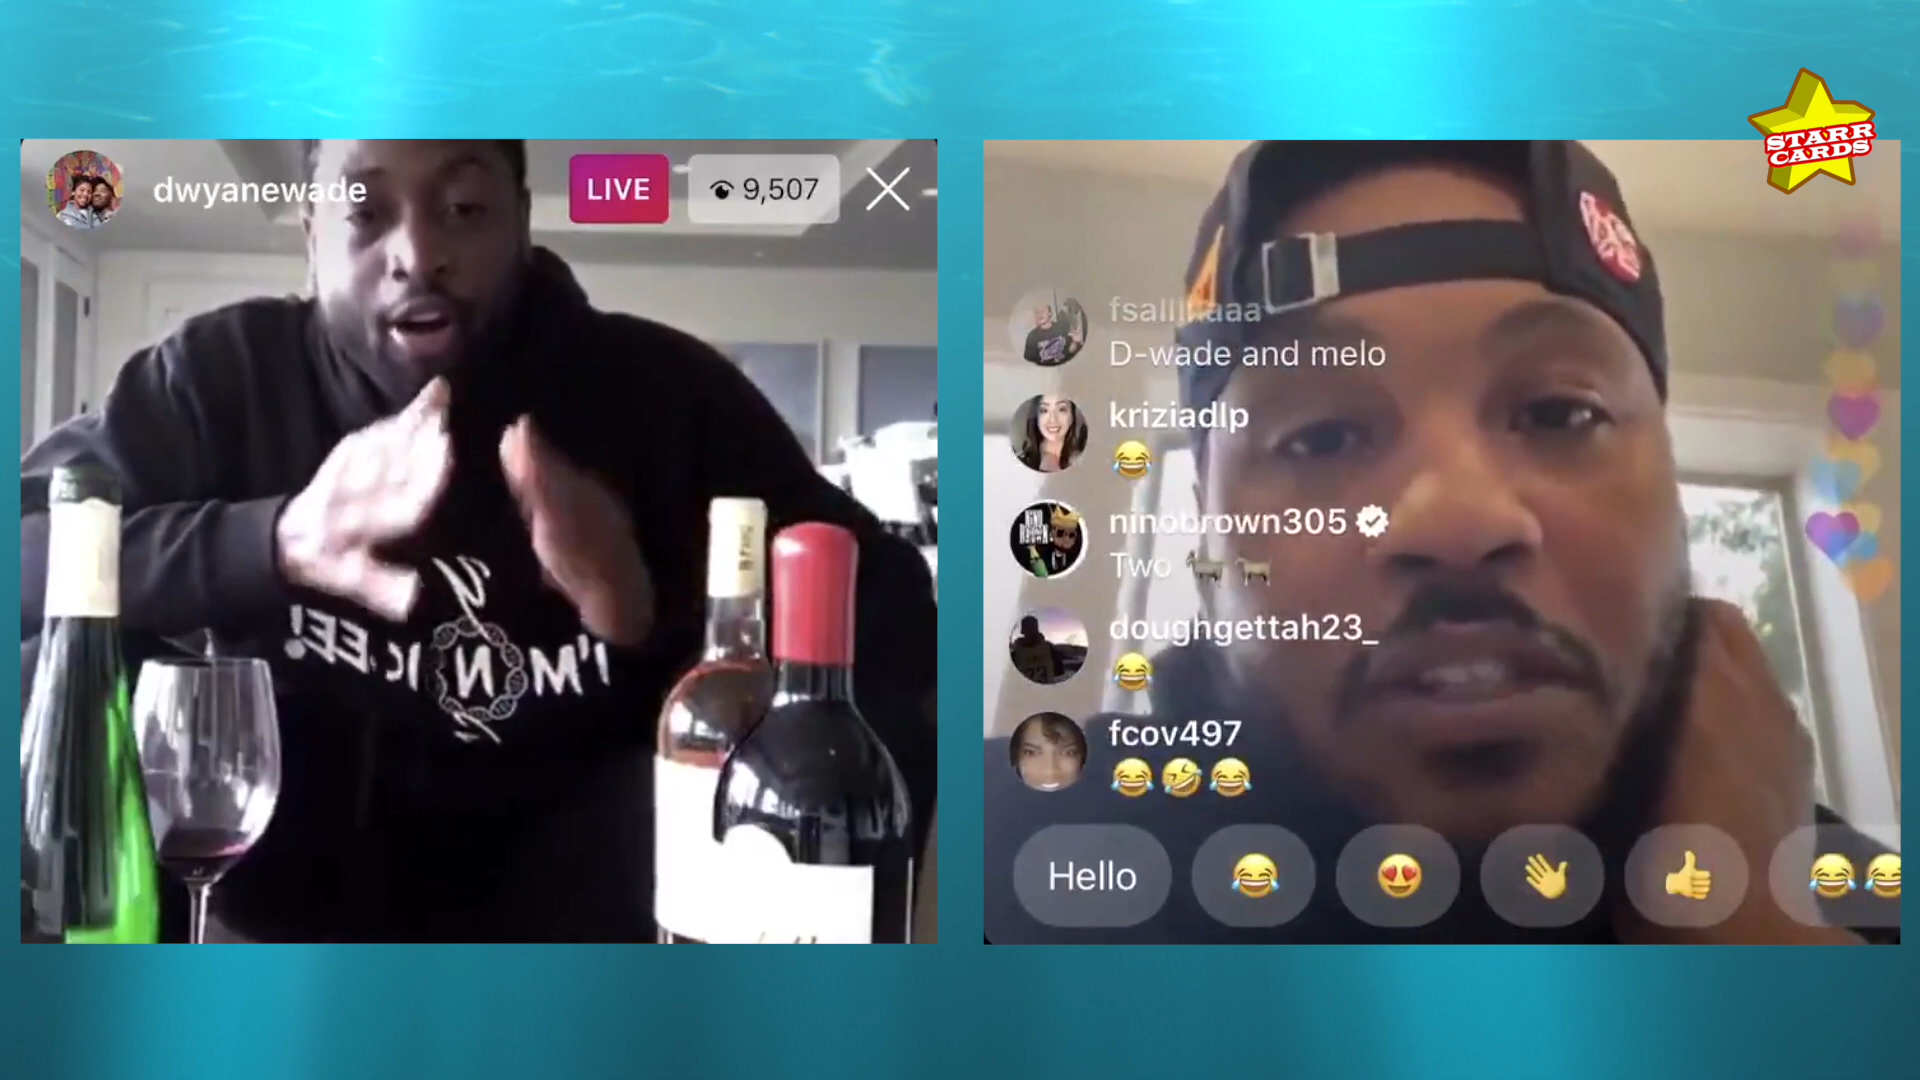 dwyanewade
LIVE
9,507
I'M
N
STARR
CARDS
D-wade and melo
kriziadlp
ninobrown305
Two
doughgettah23_
fcov497
Hello